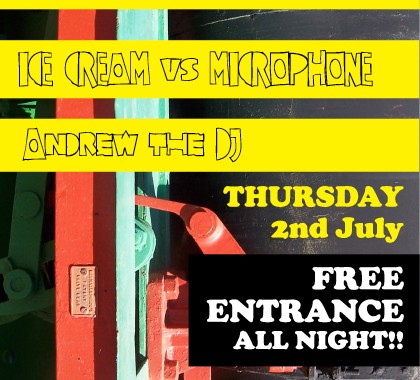 ICE CREAM VS MICROPHONE
ANDREW THE DJ
THURSDAY
2nd July
FREE
ENTRANCE
ALL NIGHT!!